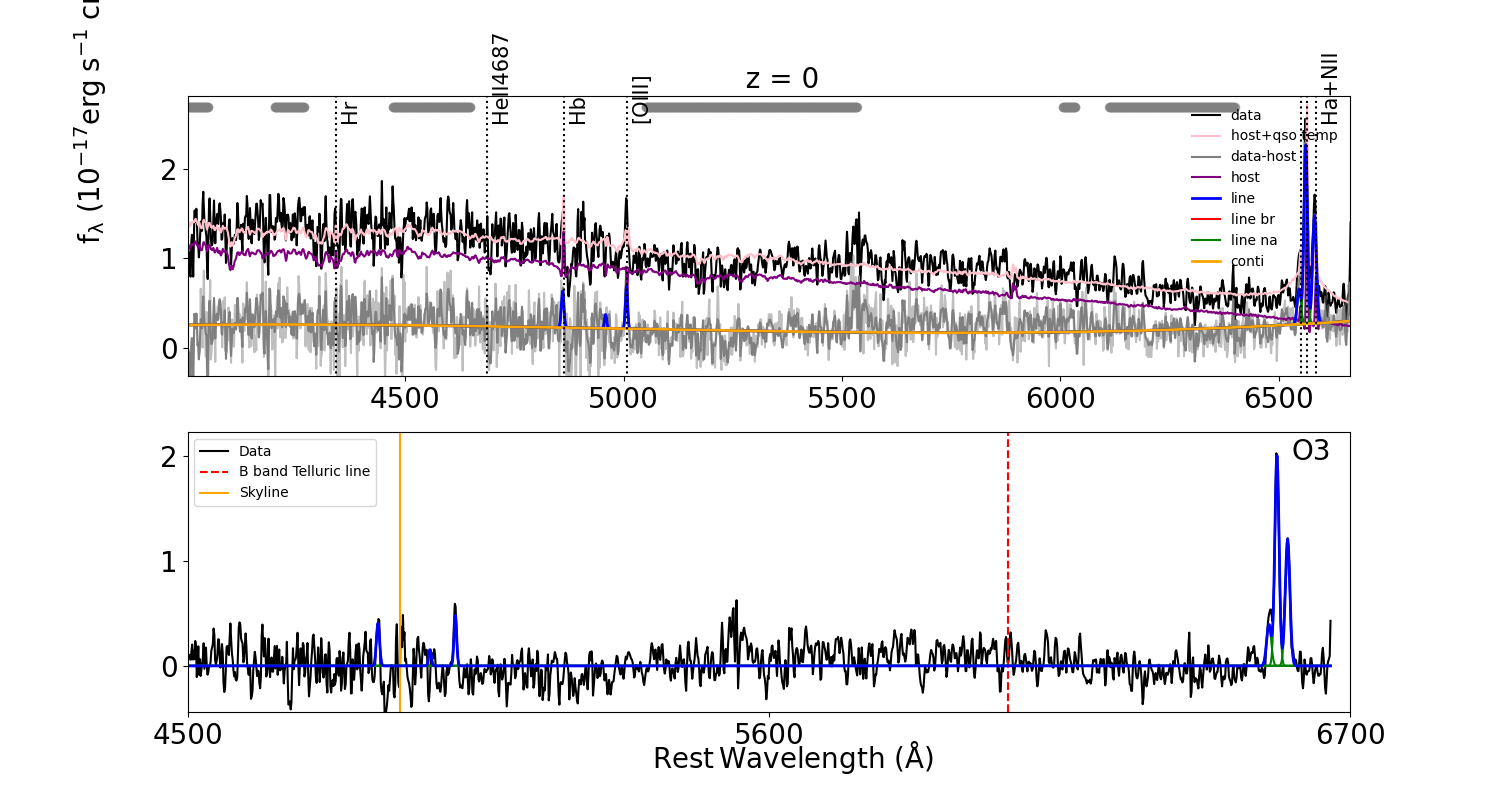 z = 0
f_λ (10^−17 erg s^−1 c
Hr
HeII4687
Hb
[OIII]
Ha+NII
data
host+qso temp
data-host
host
line
line br
line na
conti
2
1
0
4500
5000
5500
6000
6500
Data
B band Telluric line
Skyline
O3
2
1
0
4500
5600
6700
Rest Wavelength (Å)